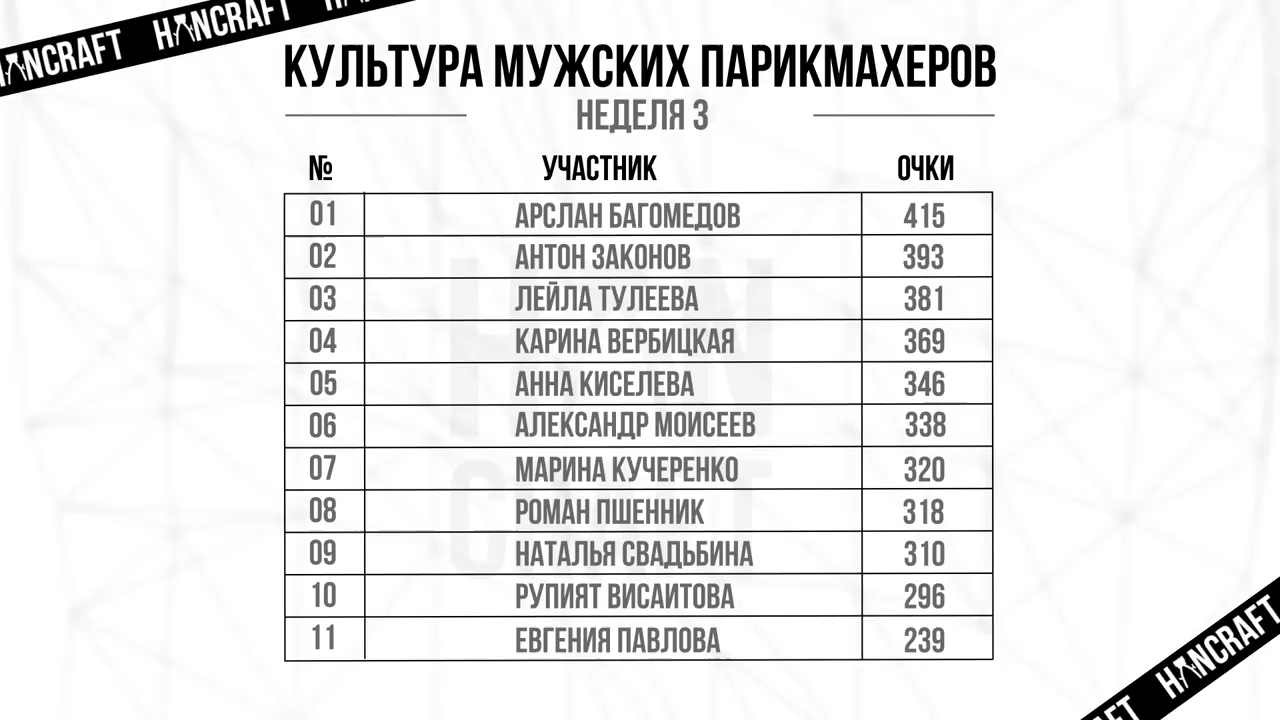 HANCRAFT HANCRAFT
КУЛЬТУРА МУЖСКИХ ПАРИКМАХЕРОВ
НЕДЕЛЯ 3
№ УЧАСТНИК ОЧКИ
01 АРСЛАН БАГОМЕДОВ 415
02 АНТОН ЗАКОНОВ 393
03 ЛЕЙЛА ТУЛЕЕВА 381
04 КАРИНА ВЕРБИЦКАЯ 369
05 АННА КИСЕЛЕВА 346
06 АЛЕКСАНДР МОИСЕЕВ 338
07 МАРИНА КУЧЕРЕНКО 320
08 РОМАН ПШЕННИК 318
09 НАТАЛЬЯ СВАДЬБИНА 310
10 РУПИЯТ ВИСАИТОВА 296
11 ЕВГЕНИЯ ПАВЛОВА 239
HANCRAFT